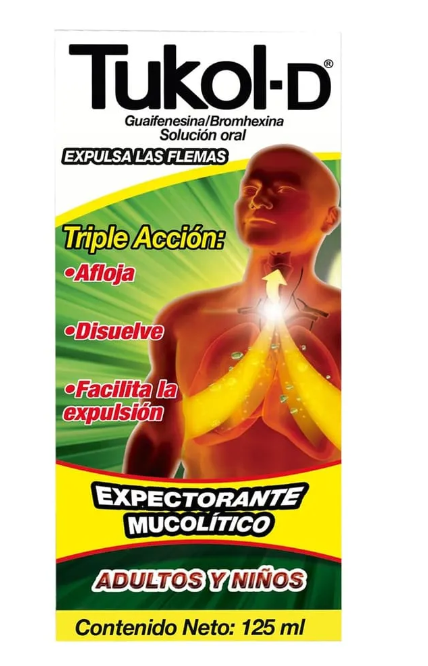 Tukol-D®
Guaifenesina/Bromhexina
Solución oral
EXPULSA LAS FLEMAS
Triple Acción:
•Afloja
•Disuelve
•Facilita la
expulsión
EXPECTORANTE
MUCOLÍTICO
ADULTOS Y NIÑOS
Contenido Neto: 125 ml